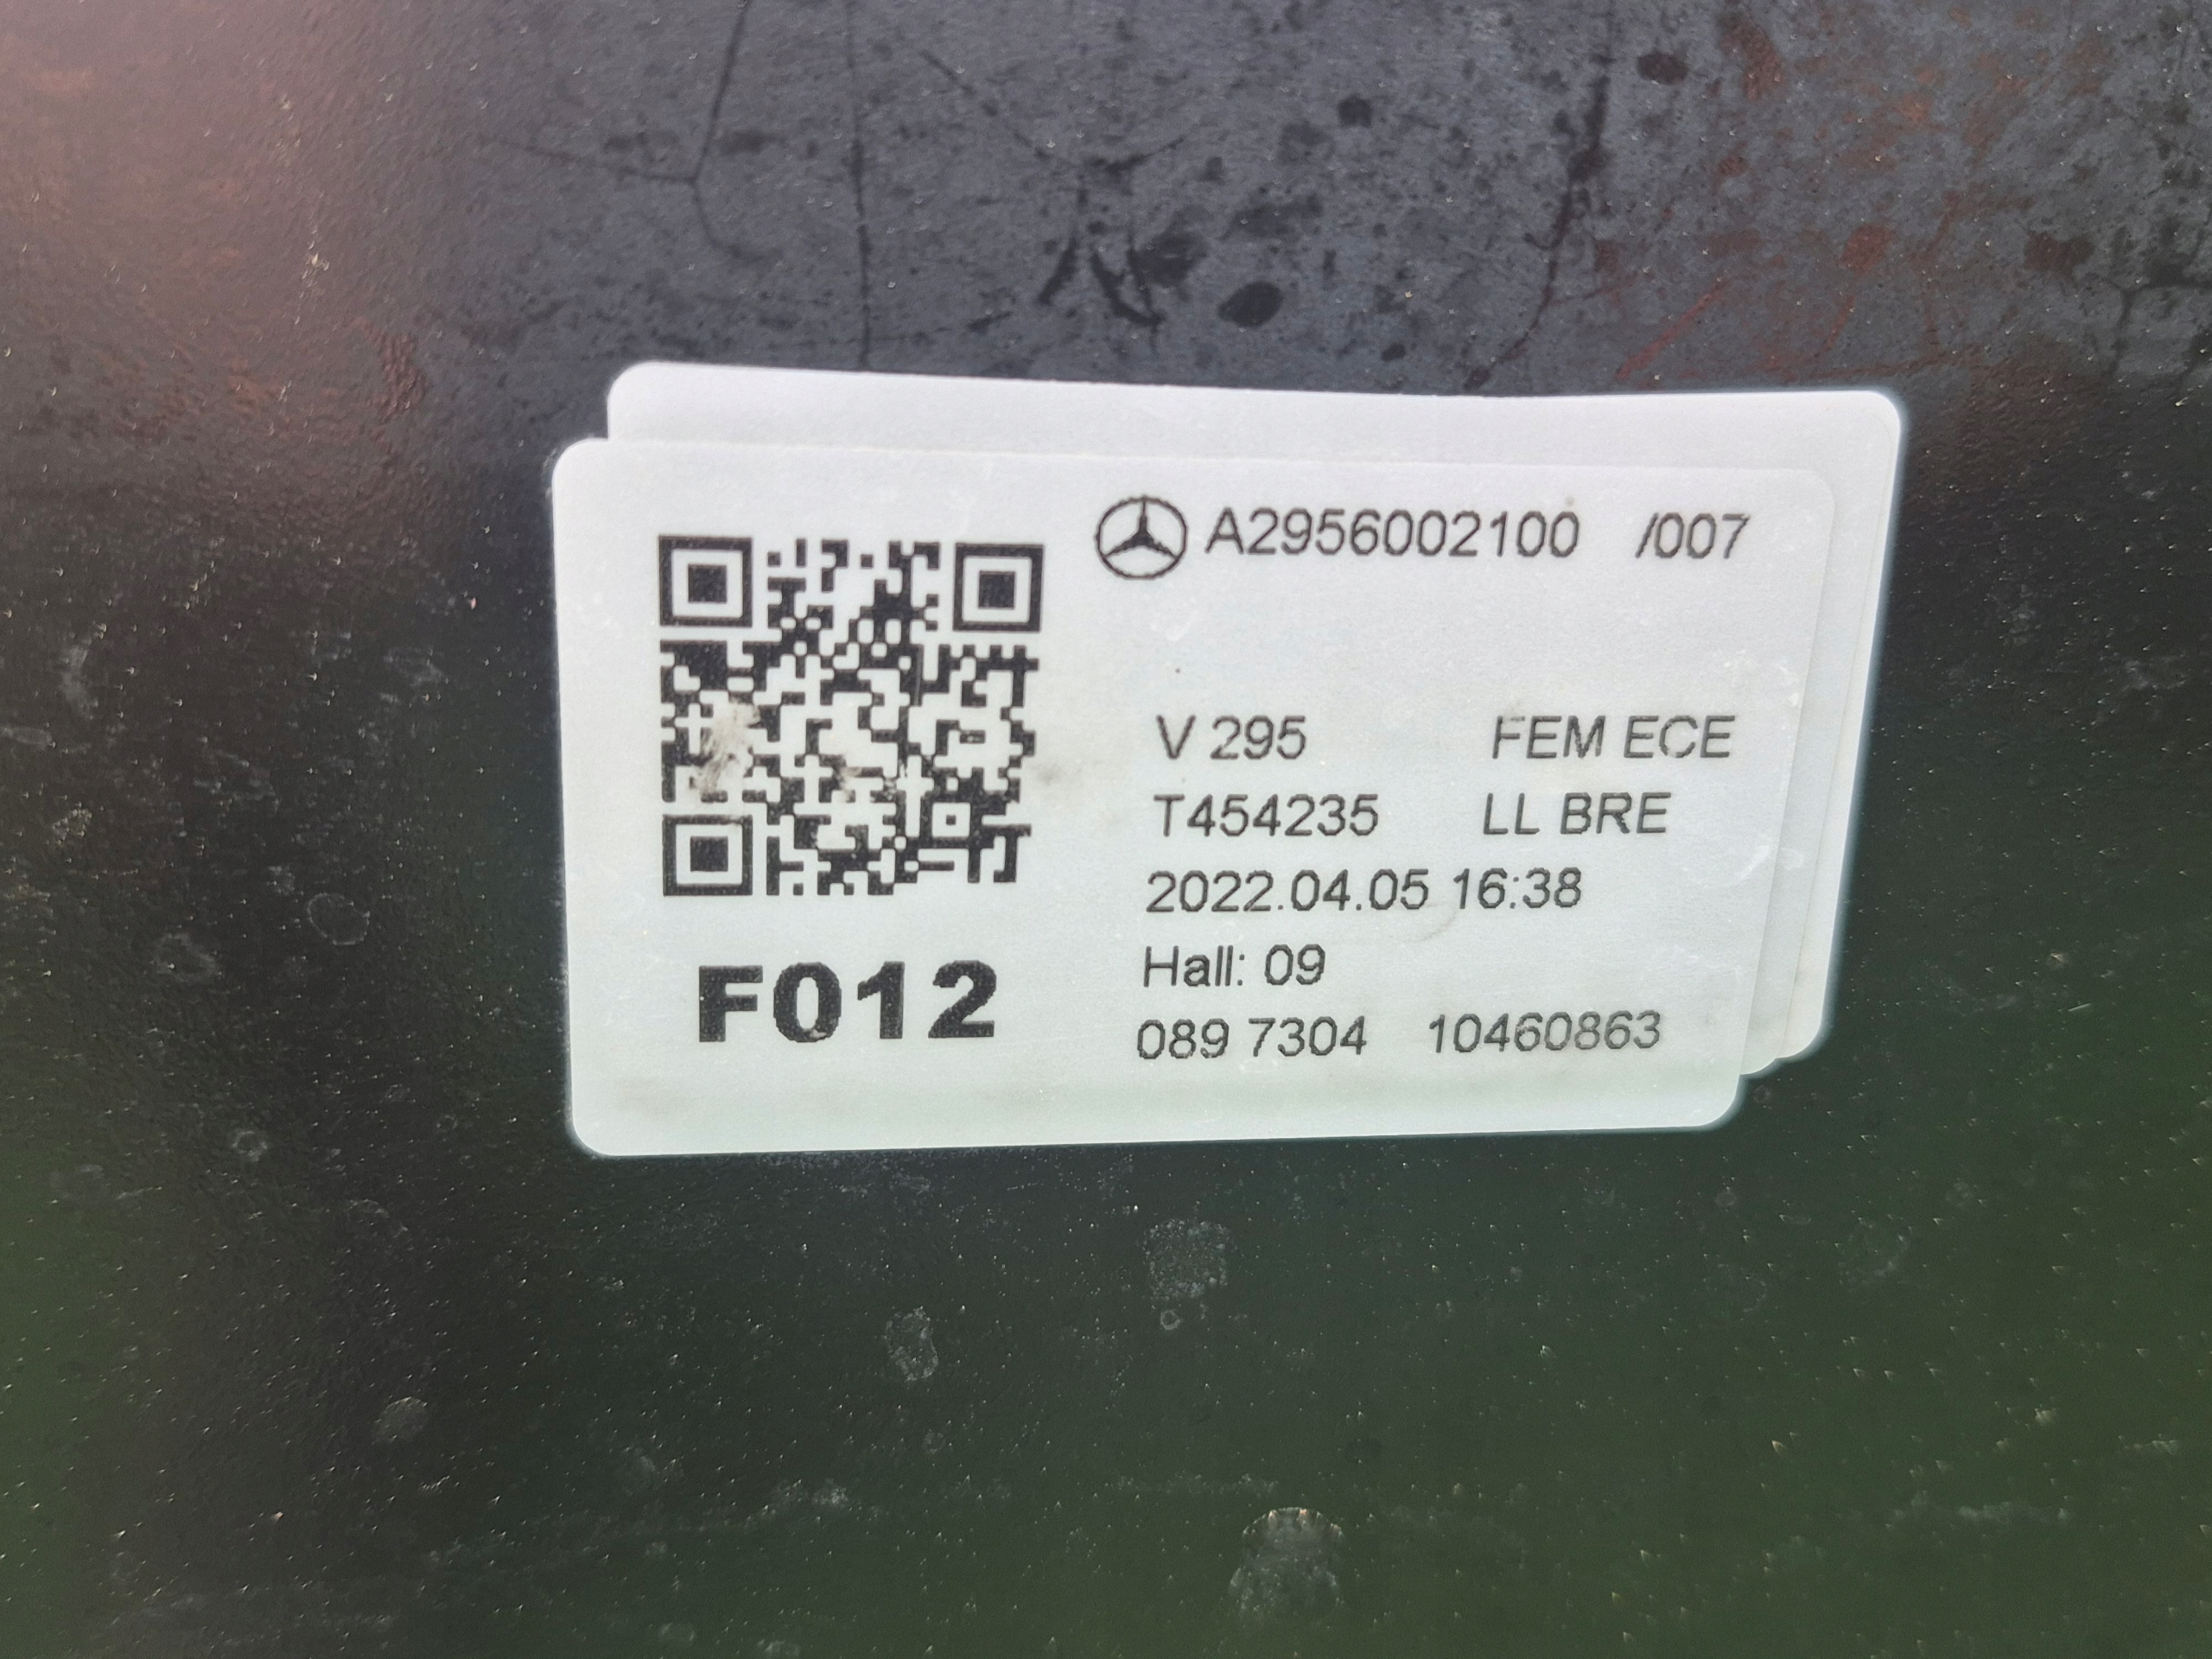 A2956002100 /007
V 295 FEM ECE
T454235 LL BRE
2022.04.05 16:38
Hall: 09
089 7304 10460863
F012